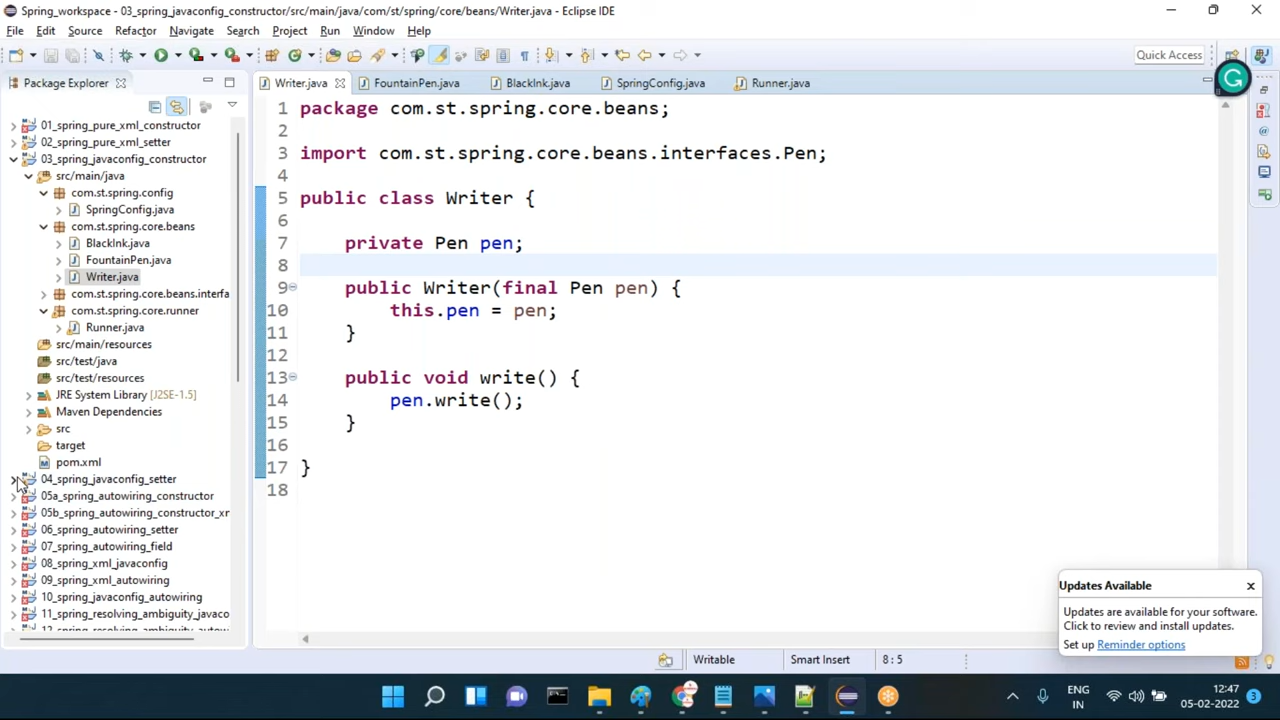 Spring_workspace - 03_spring_javaconfig_constructor/src/main/java/com/st/spring/core/beans/Writer.java - Eclipse IDE
File Edit Source Refactor Navigate Search Project Run Window Help
Quick Access
Package Explorer
Writer.java FountainPen.java BlackInk.java SpringConfig.java Runner.java
01_spring_pure_xml_constructor
02_spring_pure_xml_setter
03_spring_javaconfig_constructor
src/main/java
com.st.spring.config
SpringConfig.java
com.st.spring.core.beans
BlackInk.java
FountainPen.java
Writer.java
com.st.spring.core.beans.interfa
com.st.spring.core.runner
Runner.java
src/main/resources
src/test/java
src/test/resources
JRE System Library [J2SE-1.5]
Maven Dependencies
src
target
pom.xml
04_spring_javaconfig_setter
05a_spring_autowiring_constructor
05b_spring_autowiring_constructor_xr
06_spring_autowiring_setter
07_spring_autowiring_field
08_spring_xml_javaconfig
09_spring_xml_autowiring
10_spring_javaconfig_autowiring
11_spring_resolving_ambiguity_javaco
1 package com.st.spring.core.beans;
2
3 import com.st.spring.core.beans.interfaces.Pen;
4
5 public class Writer {
6
7 private Pen pen;
8
9 public Writer(final Pen pen) {
10 this.pen = pen;
11 }
12
13 public void write() {
14 pen.write();
15 }
16
17 }
18
Updates Available
Updates are available for your software.
Click to review and install updates.
Set up Reminder options
Writable Smart Insert 8 : 5
ENG
IN
12:47
05-02-2022
3